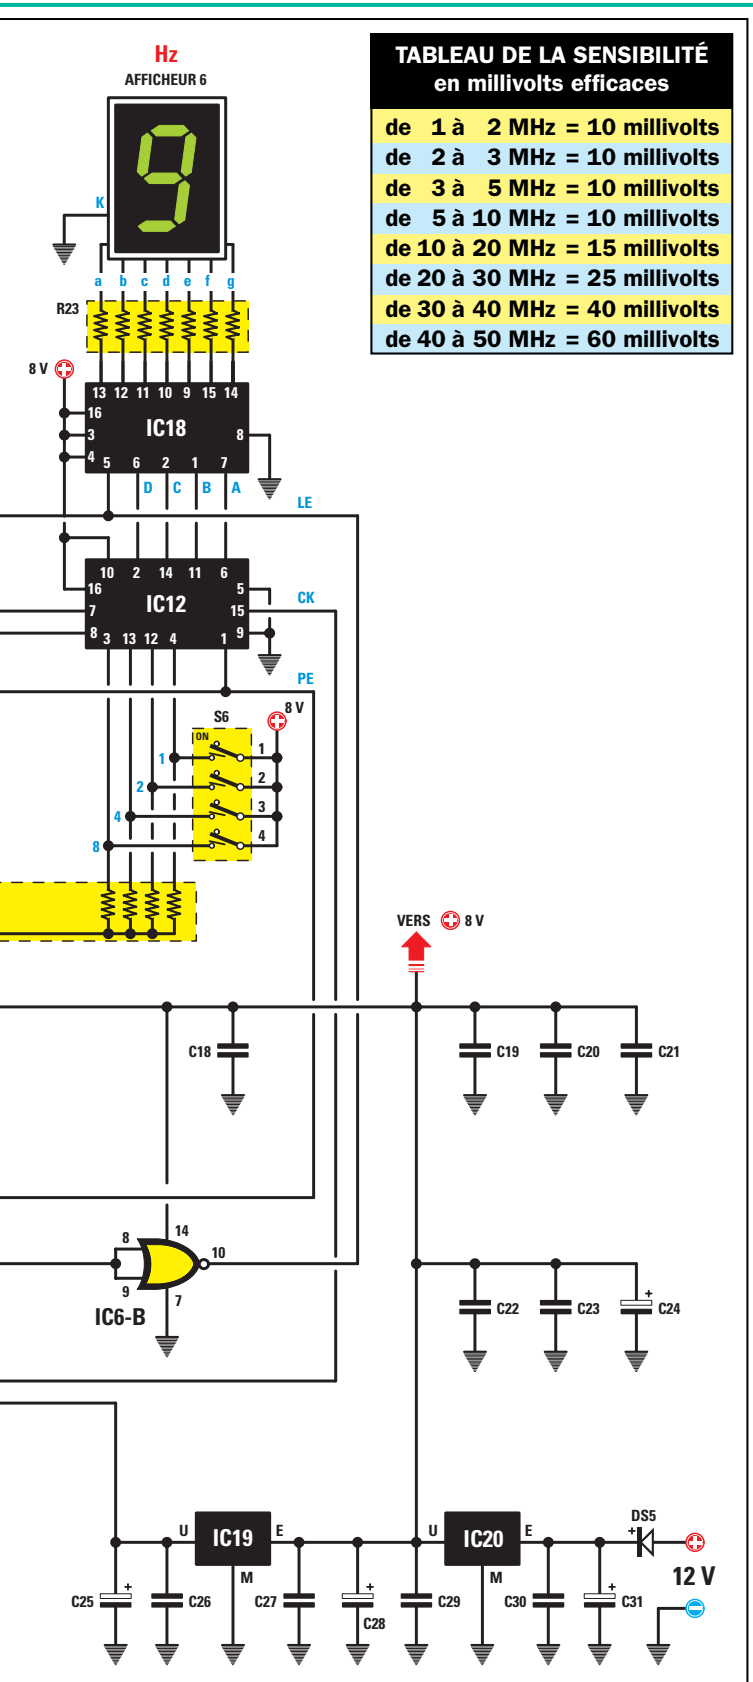 Hz
AFFICHEUR 6
TABLEAU DE LA SENSIBILITÉ
en millivolts efficaces
de 1 à 2 MHz = 10 millivolts
de 2 à 3 MHz = 10 millivolts
de 3 à 5 MHz = 10 millivolts
de 5 à 10 MHz = 10 millivolts
de 10 à 20 MHz = 15 millivolts
de 20 à 30 MHz = 25 millivolts
de 30 à 40 MHz = 40 millivolts
de 40 à 50 MHz = 60 millivolts
9
K
a b c d e f g
R23
8 V
13 12 11 10 9 15 14
16
IC18
3
8
4
5 6 2 1 7
D C B A
LE
10 2 14 11 6
16
5
IC12
CK
7
15
8
9
3 13 12 4 1
PE
S6
8 V
ON
1
1
2
2
3
4
4
8
VERS + 8 V
C18
C19
C20
C21
8
14
10
9
7
IC6-B
+
C22
C23
C24
DS5
U IC19 E
U IC20 E
+
12 V
M
M
C25
+
C26
C27
+
C28
C29
C30
+
C31